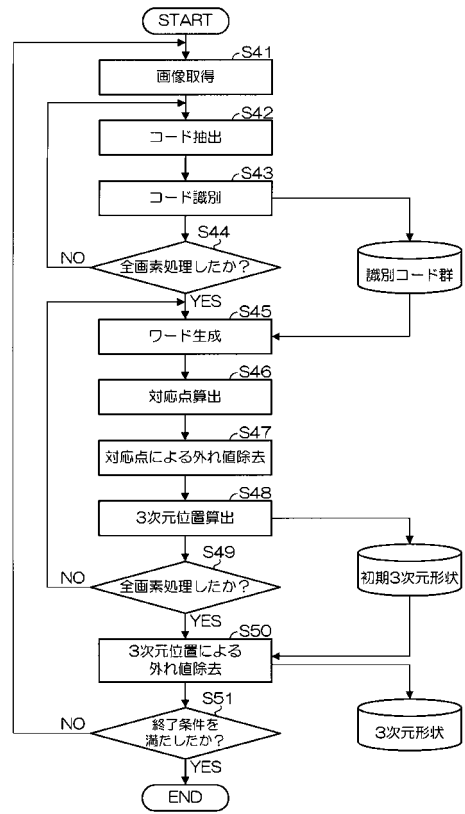 START
S41
画像取得
S42
コード抽出
S43
コード識別
S44
NO
全画素処理したか？
識別コード群
YES
S45
ワード生成
S46
対応点算出
S47
対応点による外れ値除去
S48
3次元位置算出
S49
NO
全画素処理したか？
初期3次元形状
YES
S50
3次元位置による
外れ値除去
S51
NO
終了条件を
満たしたか？
3次元形状
YES
END